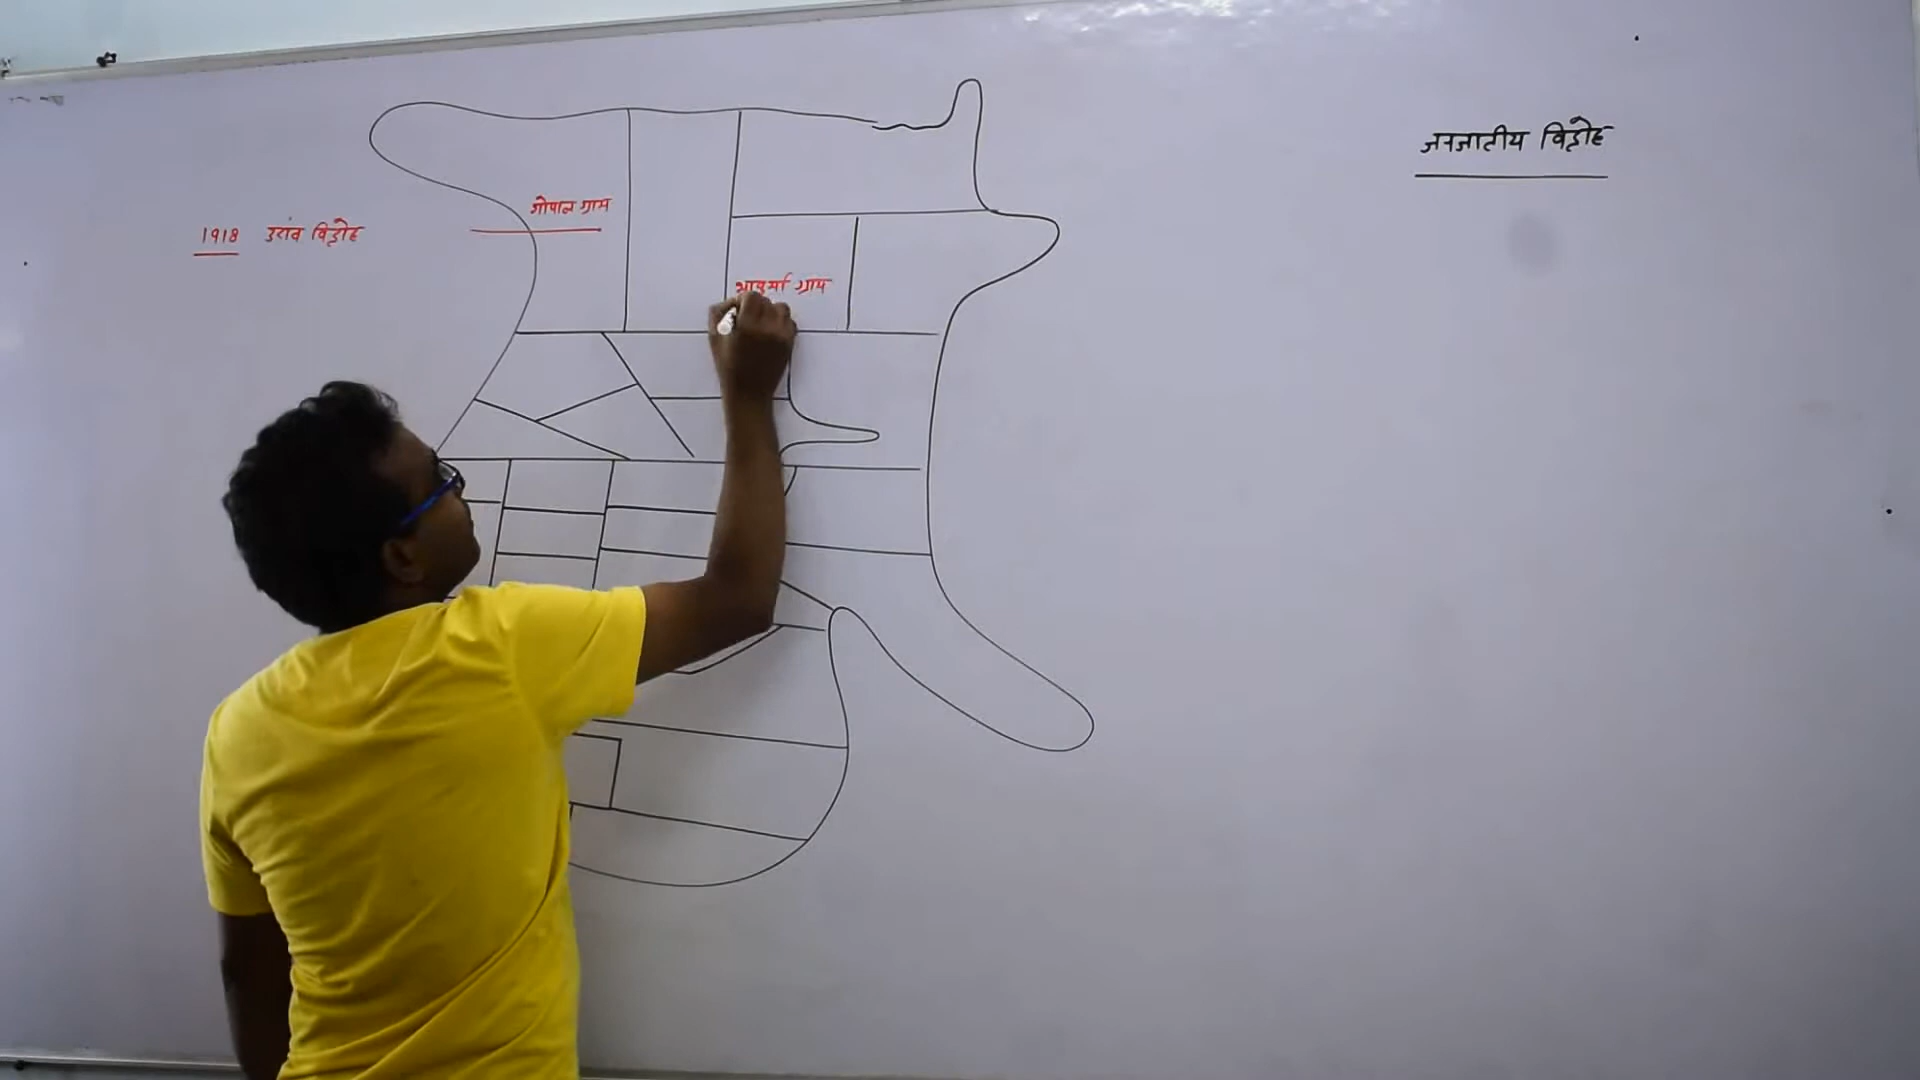 जनजातीय विद्रोह
गोपाल ग्राम
1918 उरांव विद्रोह
ग्राम